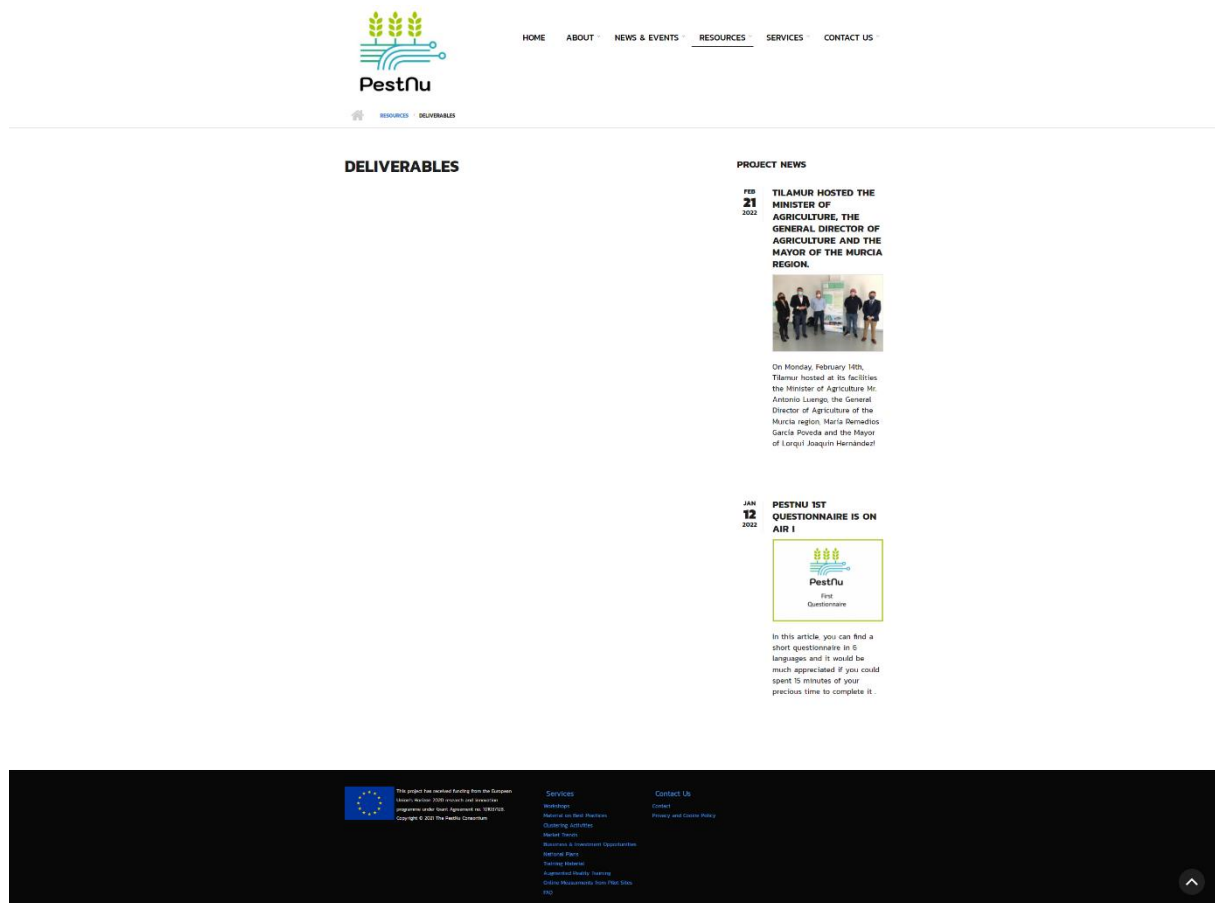 PestNu
HOME ABOUT NEWS & EVENTS RESOURCES SERVICES CONTACT US
RESOURCES DELIVERABLES
DELIVERABLES
PROJECT NEWS
FEB
21
2022
TILAMUR HOSTED THE
MINISTER OF
AGRICULTURE, THE
GENERAL DIRECTOR OF
AGRICULTURE AND THE
MAYOR OF THE MURCIA
REGION.
On Monday, February 14th,
Tilamur hosted at its facilities
the Minister of Agriculture Mr.
Antonio Luengo, the General
Director of Agriculture of the
Murcia region, María Remedios
García Poveda and the Mayor
of Lorquí Joaquín Hernández!
JAN
12
2022
PESTNU 1ST
QUESTIONNAIRE IS ON
AIR !
PestNu
First
Questionnaire
In this article, you can find a
short questionnaire in 6
languages and it would be
much appreciated if you could
spent 15 minutes of your
precious time to complete it .
This project has received funding from the European
Union's Horizon 2020 research and innovation
programme under Grant Agreement no.
Copyright © 2021 The PestNu Consortium
Services
Workshops
Material on Best Practices
Clustering Activities
Market Trends
Bussiness & Investment Opportunities
National Plans
Training Material
Augmented Reality Training
Online Measurments from Pilot Sites
FAQ
Contact Us
Contact
Privacy and Cookie Policy